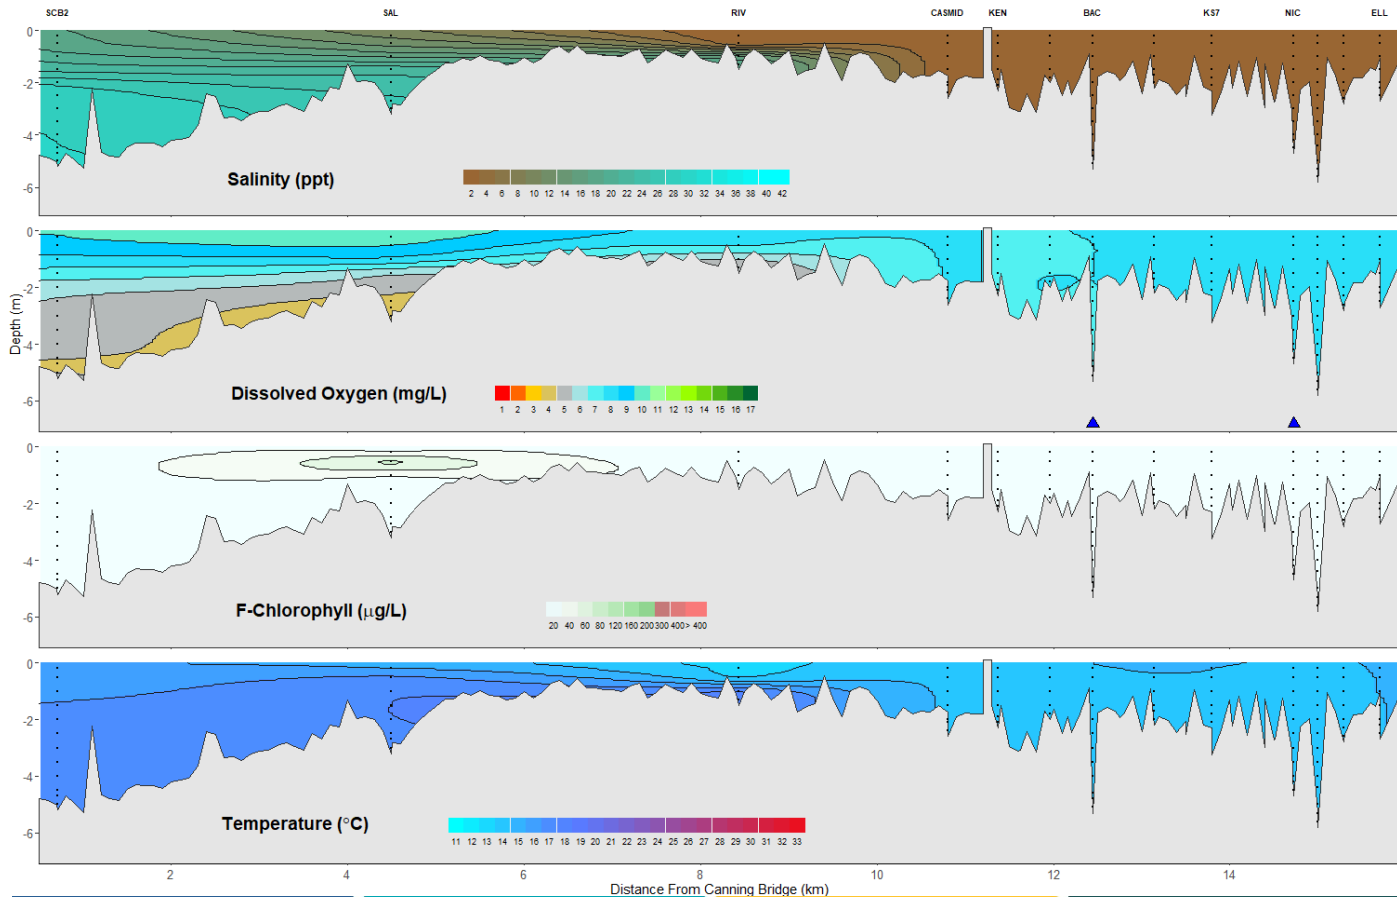 SCB2 SAL RIV CASMID KEN BAC KS7 NIC ELL
0
-2
-4
-6
Salinity (ppt)
2 4 6 8 10 12 14 16 18 20 22 24 26 28 30 32 34 36 38 40 42
0
-2
-4
-6
Depth (m)
Dissolved Oxygen (mg/L)
1 2 3 4 5 6 7 8 9 10 11 12 13 14 15 16 17
0
-2
-4
-6
F-Chlorophyll (μg/L)
20 40 60 80 120 160 200 300 400 > 400
0
-2
-4
-6
Temperature (°C)
11 12 13 14 15 16 17 18 19 20 21 22 23 24 25 26 27 28 29 30 31 32 33
2 4 6 8 10 12 14
Distance From Canning Bridge (km)